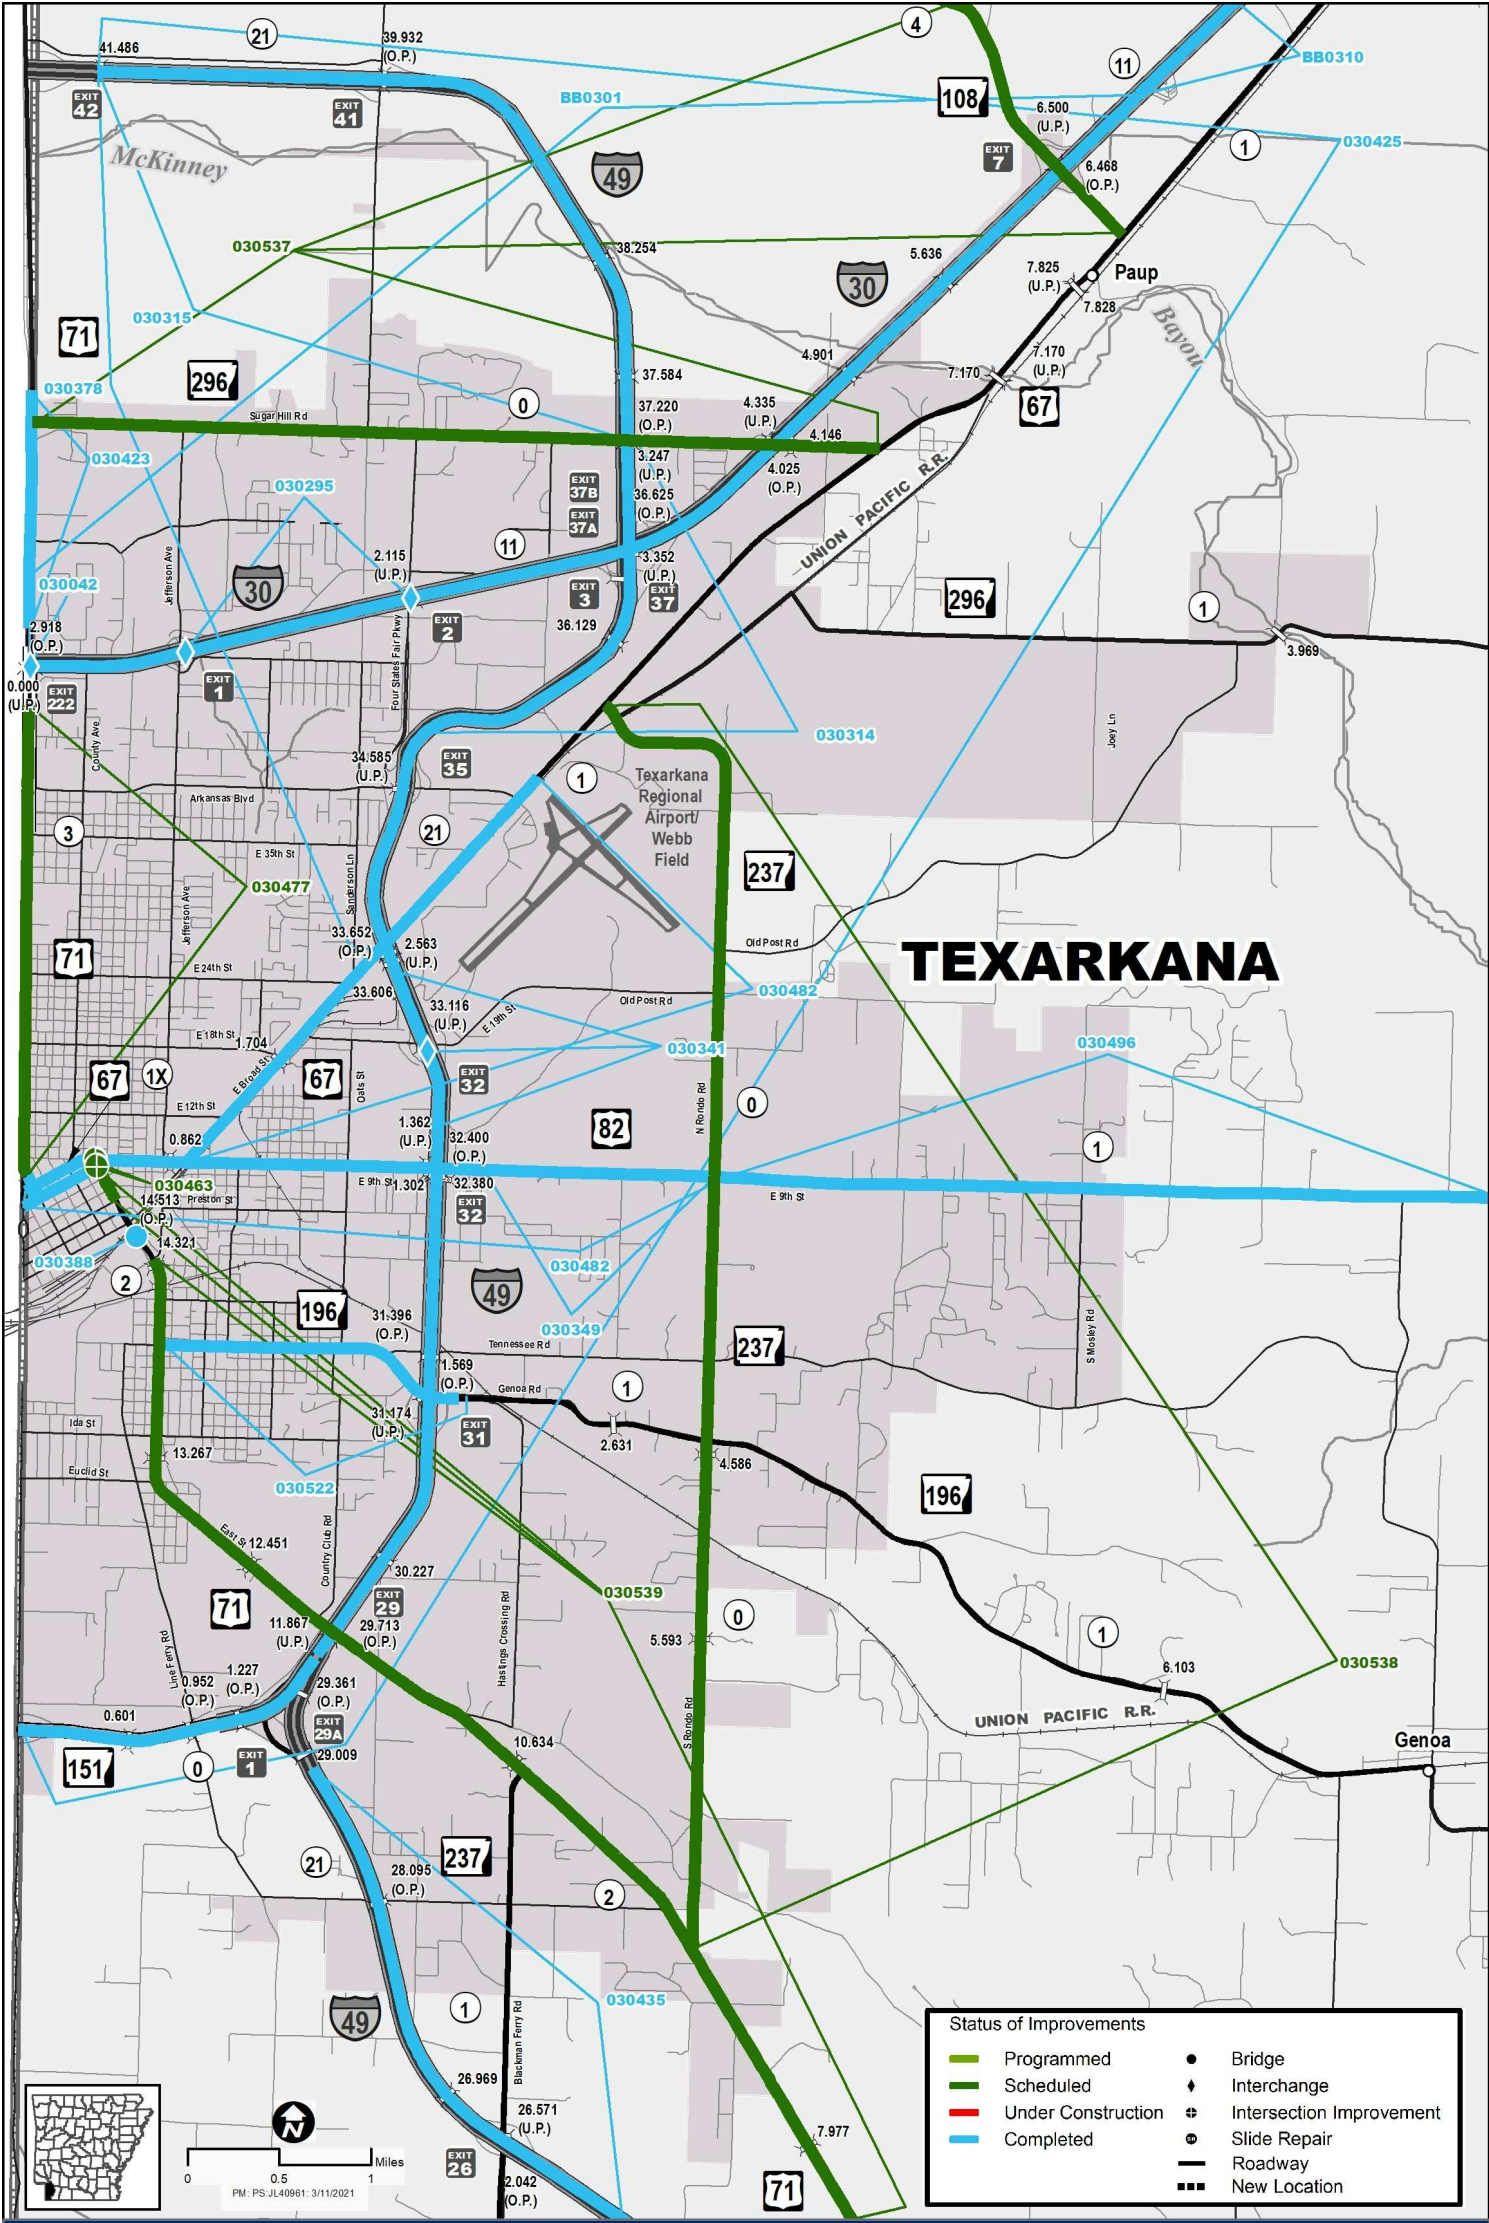 41.486
21
39.932
(O.P.)
4
11
BB0310
EXIT
42
EXIT
41
BB0301
108
6.500
(U.P.)
030425
McKinney
49
EXIT
7
6.468
(O.P.)
1
030537
38.254
5.636
30
7.825
(U.P.)
Paup
7.828
030315
71
Bayou
4.901
7.170
(U.P.)
7.170
67
030378
296
37.584
Sugar Hill Rd
0
37.220
(O.P.)
4.335
(U.P.)
4.146
030423
3.247
(U.P.)
4.025
(O.P.)
030295
EXIT
37B
36.625
(O.P.)
EXIT
37A
UNION PACIFIC R.R.
11
2.115
(U.P.)
3.352
(U.P.)
Jefferson Ave
030042
30
EXIT
3
EXIT
37
296
1
2.918
(O.P.)
EXIT
2
36.129
3.969
Four States Fair Pkwy
0.000
(U.P.)
EXIT
222
EXIT
1
County Ave
030314
Joey Ln
34.585
(U.P.)
EXIT
35
1
Texarkana
Regional
Airport/
Webb
Field
Arkansas Blvd
3
21
E 35th St
237
030477
Sanderson Ln
Jefferson Ave
33.652
(O.P.)
2.563
(U.P.)
Old Post Rd
71
TEXARKANA
E 24th St
33.606
030482
Old Post Rd
33.116
(U.P.)
E 19th St
E 18th St
1.704
030341
030496
67
1X
E Broad St
67
Oats St
EXIT
32
E 12th St
N Rondo Rd
0
1.362
(U.P.)
82
0.862
32.400
(O.P.)
1
030463
E 9th St
1.302
32.380
E 9th St
14.513
(O.P.)
Preston St
EXIT
32
14.321
030388
030482
2
49
196
31.396
(O.P.)
030349
Tennessee Rd
237
S Mosley Rd
1.569
(O.P.)
Genoa Rd
1
31.174
(U.P.)
EXIT
31
Ida St
2.631
13.267
4.586
Euclid St
030522
196
East St
12.451
Country Club Rd
30.227
030539
EXIT
29
71
Hastings Crossing Rd
0
11.867
(U.P.)
29.713
(O.P.)
5.593
1
Line Ferry Rd
030538
1.227
(O.P.)
0.952
(O.P.)
6.103
29.361
(O.P.)
S Rondo Rd
0.601
EXIT
29A
UNION PACIFIC R.R.
10.634
Genoa
151
0
EXIT
1
29.009
21
237
28.095
(O.P.)
2
030435
49
1
Blackman Ferry Rd
26.969
26.571
(U.P.)
EXIT
26
2.042
(O.P.)
7.977
71
N
Miles
0
0.5
1
PM: PS:JL40961: 3/11/2021
Status of Improvements
Programmed
Scheduled
Under Construction
Completed
Bridge
Interchange
Intersection Improvement
Slide Repair
Roadway
New Location